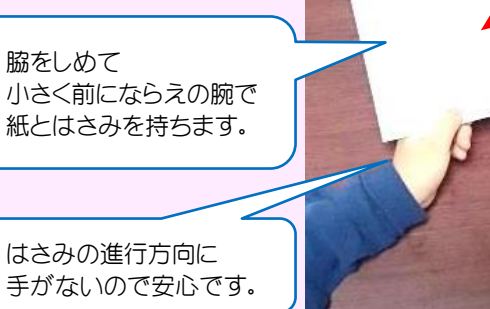 脇をしめて
小さく前にならえの腕で
紙とはさみを持ちます。
はさみの進行方向に
手がないので安心です。